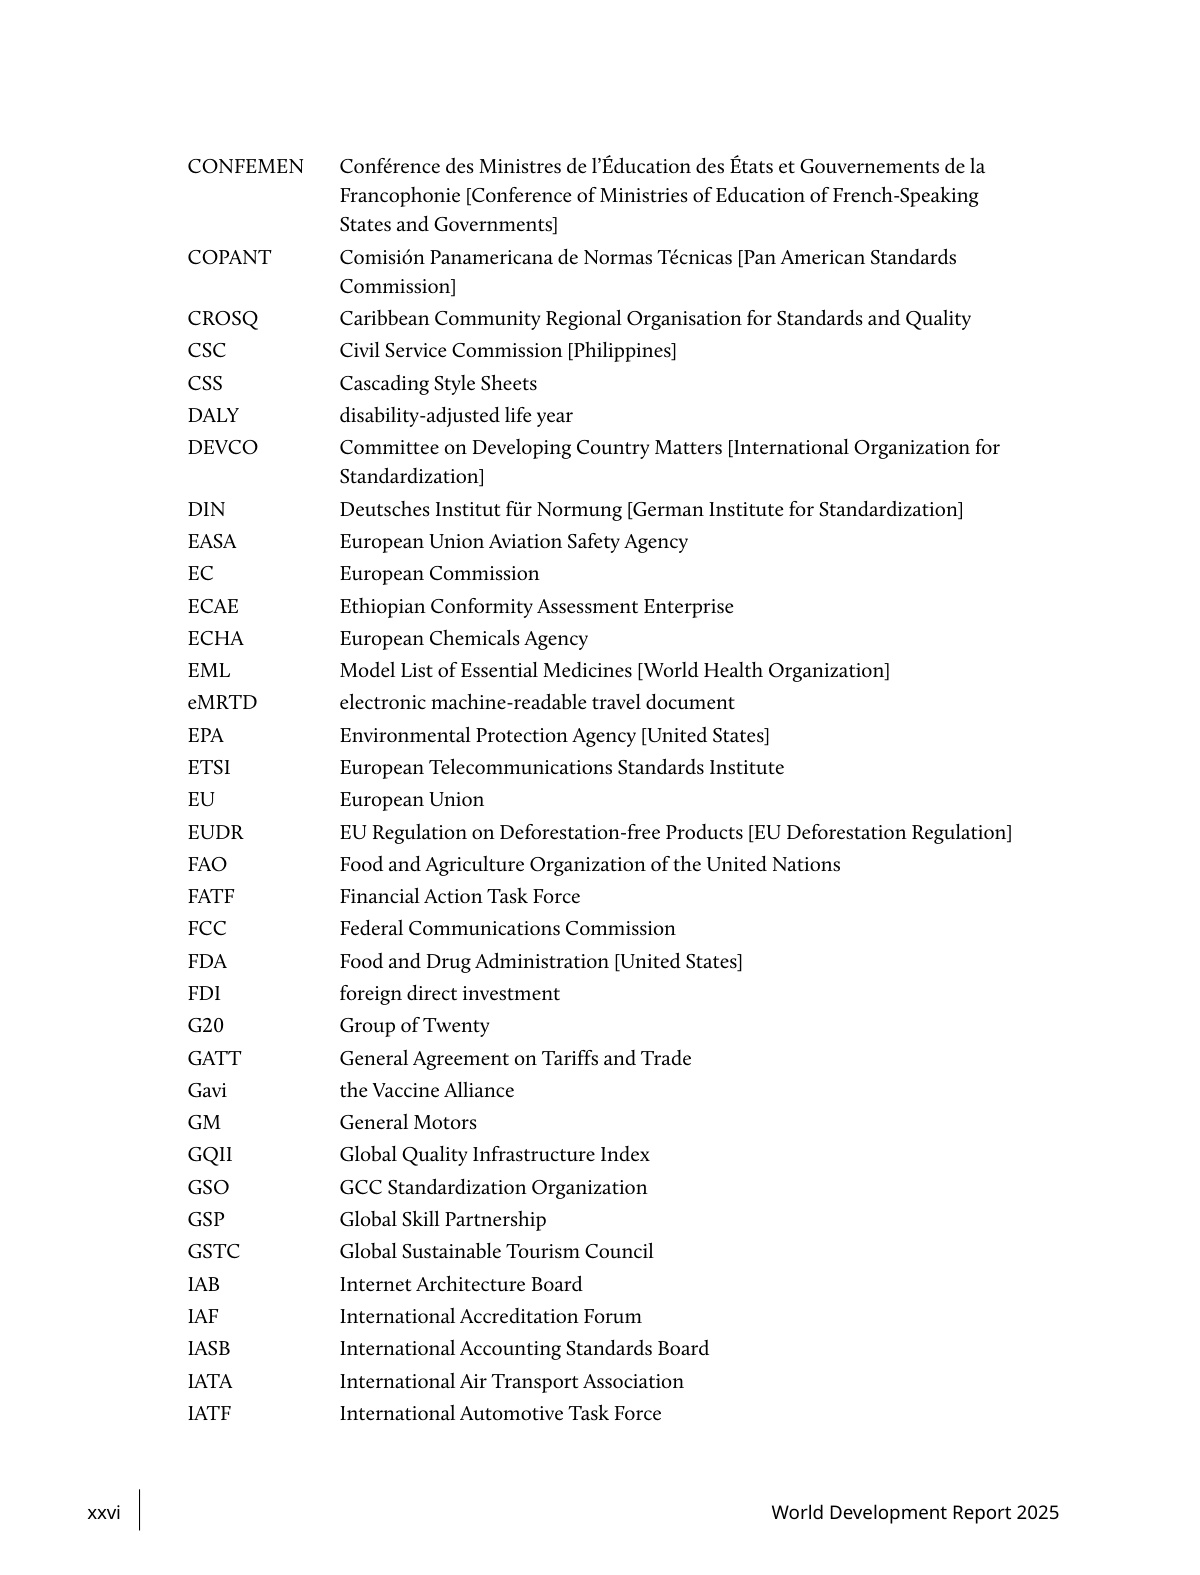 CONFEMEN Conférence des Ministres de l’Éducation des États et Gouvernements de la
Francophonie [Conference of Ministries of Education of French-Speaking
States and Governments]
COPANT Comisión Panamericana de Normas Técnicas [Pan American Standards
Commission]
CROSQ Caribbean Community Regional Organisation for Standards and Quality
CSC Civil Service Commission [Philippines]
CSS Cascading Style Sheets
DALY disability-adjusted life year
DEVCO Committee on Developing Country Matters [International Organization for
Standardization]
DIN Deutsches Institut für Normung [German Institute for Standardization]
EASA European Union Aviation Safety Agency
EC European Commission
ECAE Ethiopian Conformity Assessment Enterprise
ECHA European Chemicals Agency
EML Model List of Essential Medicines [World Health Organization]
eMRTD electronic machine-readable travel document
EPA Environmental Protection Agency [United States]
ETSI European Telecommunications Standards Institute
EU European Union
EUDR EU Regulation on Deforestation-free Products [EU Deforestation Regulation]
FAO Food and Agriculture Organization of the United Nations
FATF Financial Action Task Force
FCC Federal Communications Commission
FDA Food and Drug Administration [United States]
FDI foreign direct investment
G20 Group of Twenty
GATT General Agreement on Tariffs and Trade
Gavi the Vaccine Alliance
GM General Motors
GQII Global Quality Infrastructure Index
GSO GCC Standardization Organization
GSP Global Skill Partnership
GSTC Global Sustainable Tourism Council
IAB Internet Architecture Board
IAF International Accreditation Forum
IASB International Accounting Standards Board
IATA International Air Transport Association
IATF International Automotive Task Force
xxvi World Development Report 2025